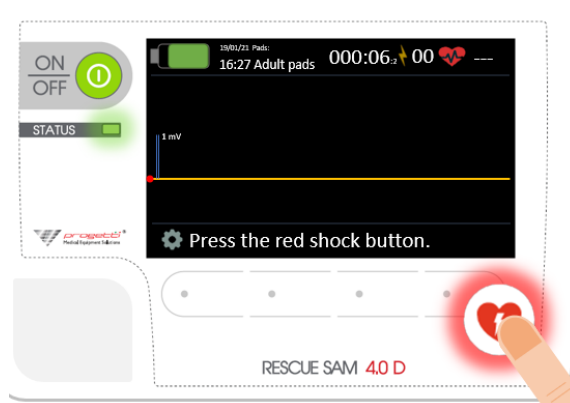 ON
OFF
STATUS
19/01/21 Pads:
16:27 Adult pads
000:06:2
00
---
1 mV
progetti
Medical Equipment Solutions
Press the red shock button.
RESCUE SAM 4.0 D